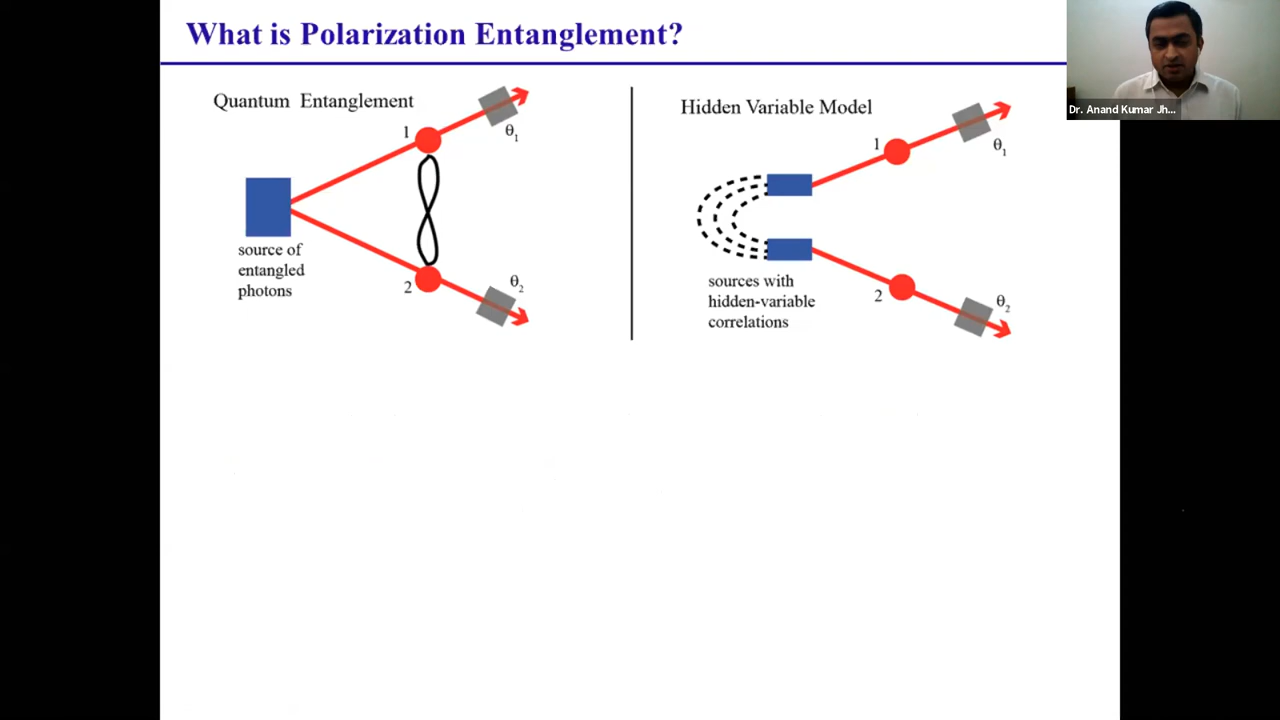 What is Polarization Entanglement?
Quantum Entanglement
1
θ1
source of
entangled
photons
2
θ2
Hidden Variable Model
1
θ1
sources with
hidden-variable
correlations
2
θ2
Dr. Anand Kumar Jh...